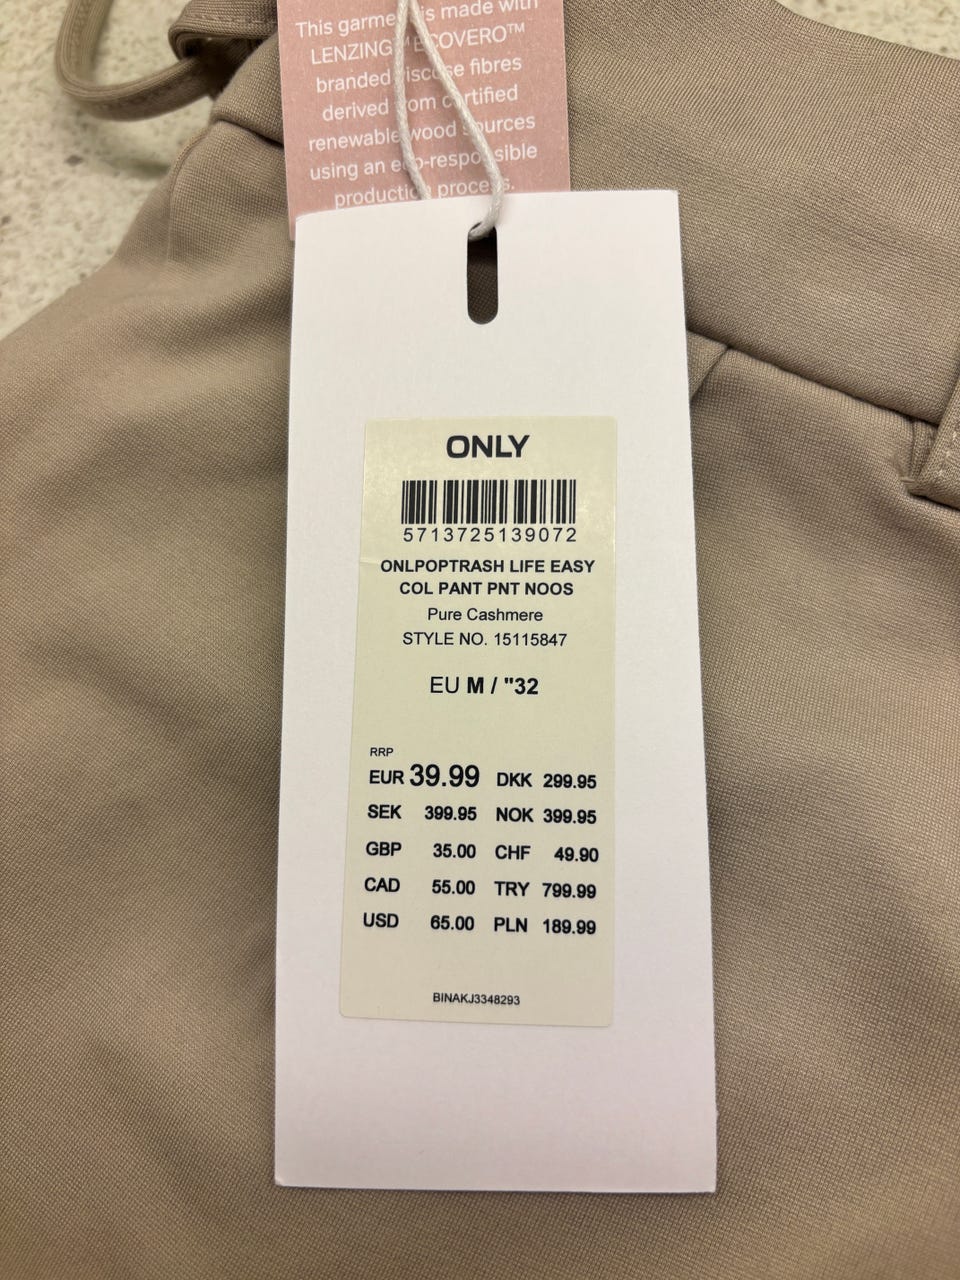 This garment is made with
LENZING™ ECOVERO™
branded viscose fibres
derived from certified
renewable wood sources
using an eco-responsible
production process.
ONLY
5713725139072
ONLPOPTRASH LIFE EASY
COL PANT PNT NOOS
Pure Cashmere
STYLE NO. 15115847
EU M / "32
RRP
EUR 39.99 DKK 299.95
SEK 399.95 NOK 399.95
GBP 35.00 CHF 49.90
CAD 55.00 TRY 799.99
USD 65.00 PLN 189.99
BINAKJ3348293